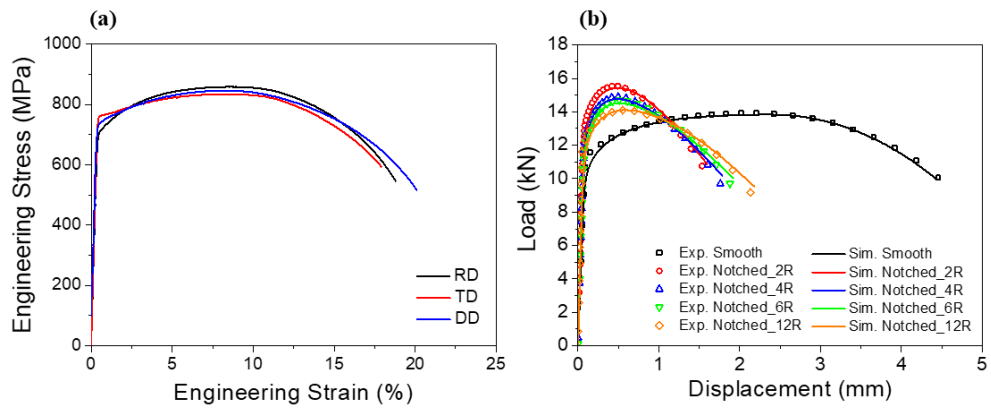 (a)
1000
800
600
400
200
0
Engineering Stress (MPa)
RD
TD
DD
0 5 10 15 20 25
Engineering Strain (%)
(b)
18
16
14
12
10
8
6
4
2
0
Load (kN)
Exp. Smooth Sim. Smooth
Exp. Notched_2R Sim. Notched_2R
Exp. Notched_4R Sim. Notched_4R
Exp. Notched_6R Sim. Notched_6R
Exp. Notched_12R Sim. Notched_12R
0 1 2 3 4 5
Displacement (mm)